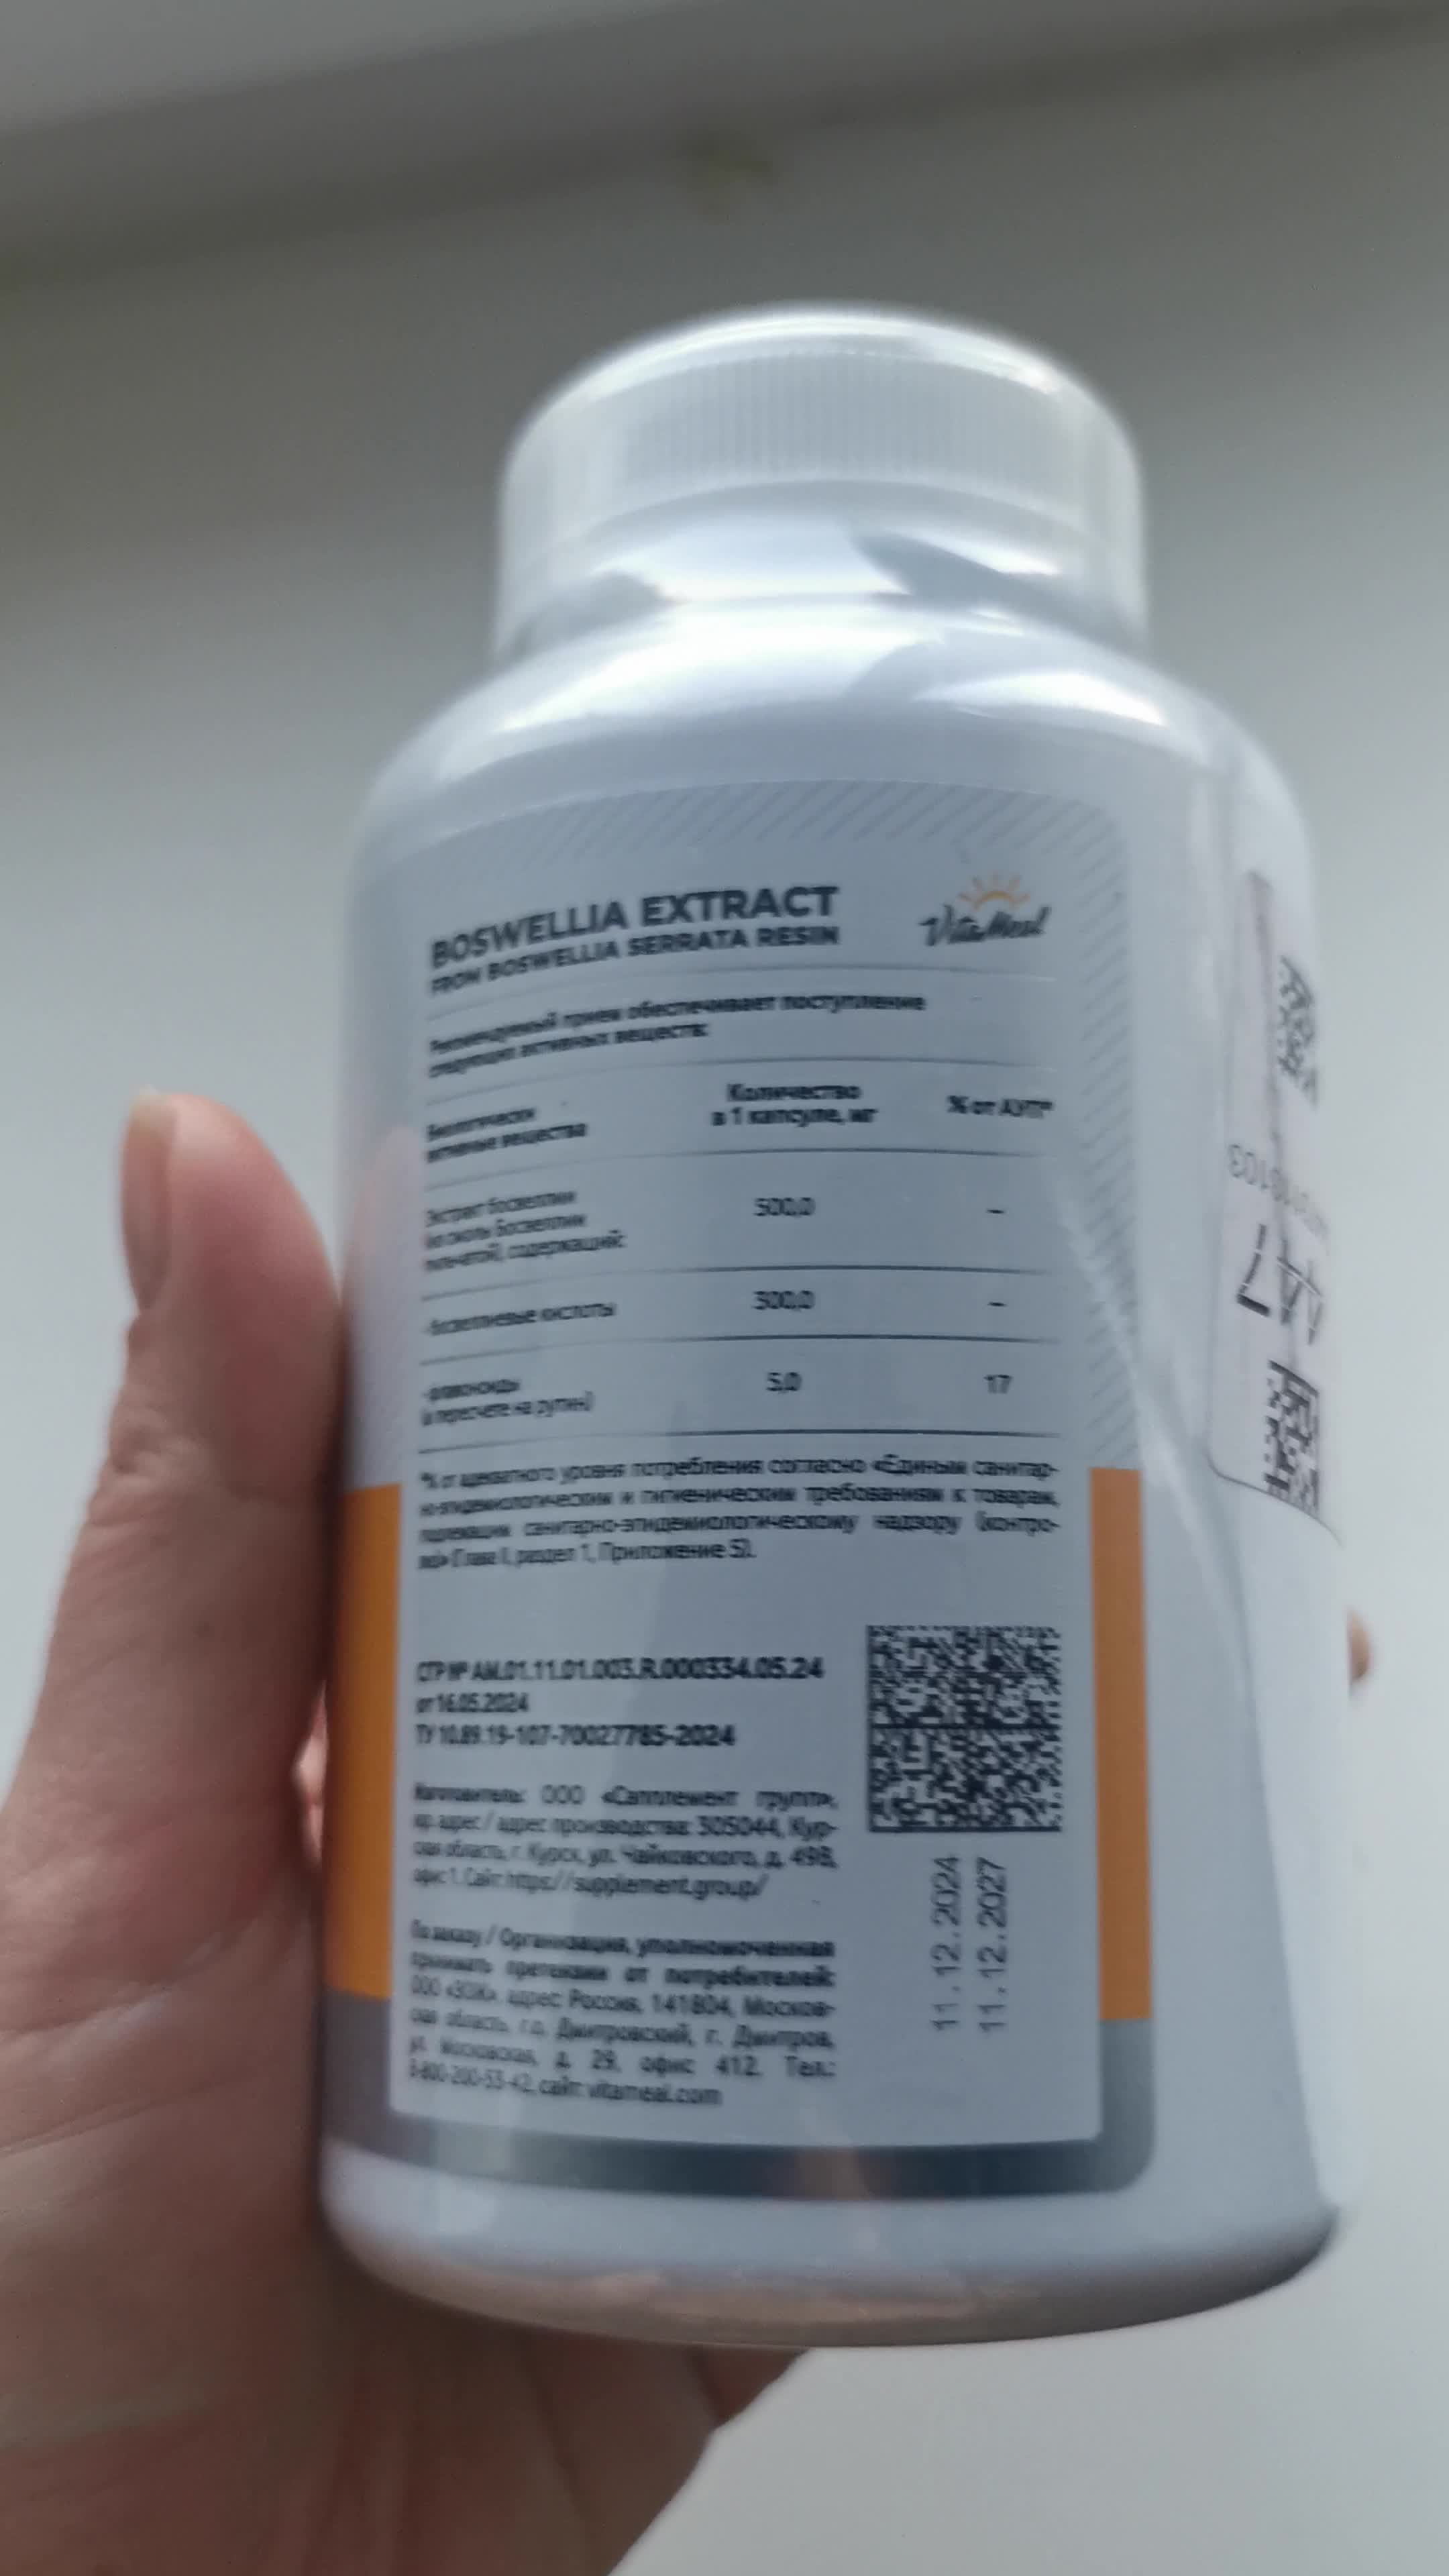 BOSWELLIA EXTRACT
FROM BOSWELLIA SERRATA RESIN
VitaMeal
Рекомендуемый прием обеспечивает поступление
следующих активных веществ:
Биологически
активные вещества
Количество
в 1 капсуле, мг
% от АУП*
Экстракт босвеллии
(из смолы Босвеллии
пильчатой), содержащий:
500,0
–
- босвеллиевые кислоты
300,0
–
- флавоноиды
(в пересчете на рутин)
5,0
17
*% от адекватного уровня потребления согласно «Единым санитар-
но-эпидемиологическим и гигиеническим требованиям к товарам,
подлежащим санитарно-эпидемиологическому надзору (контро-
лю)» (Глава II, раздел 1, Приложение 5).
СГР № AM.01.11.01.003.R.000334.05.24
от 16.05.2024
ТУ 10.89.19-107-70027785-2024
Изготовитель: ООО «Сапплемент групп»,
юр. адрес / адрес производства: 305044, Кур-
ская область, г. Курск, ул. Чайковского, д. 49В,
офис 1. Сайт: https://supplement.group/
11.12.2024
11.12.2027
По заказу / Организация, уполномоченная
принимать претензии от потребителей:
ООО «ЗОЖ», адрес: Россия, 141804, Москов-
ская область, г.о. Дмитровский, г. Дмитров,
ул. Московская, д. 29, офис 412. Тел.:
8-800-200-53-42, сайт: vitameal.com